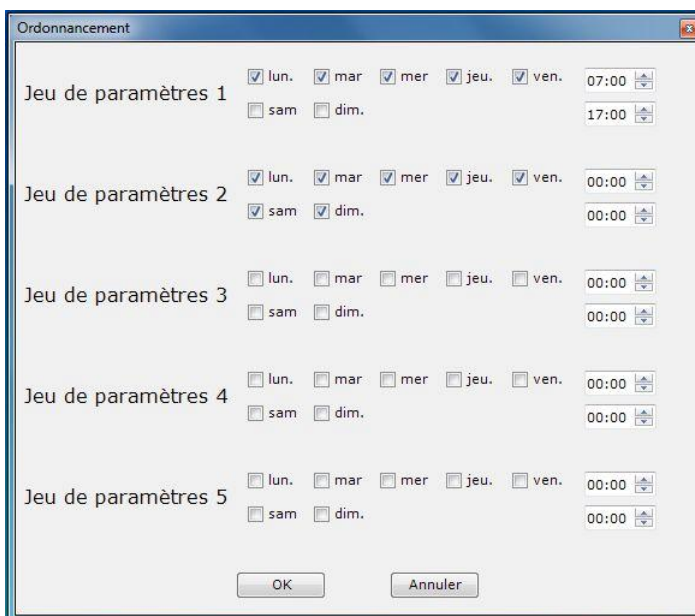 Ordonnancement
Jeu de paramètres 1
lun. mar mer jeu. ven. 07:00
sam dim. 17:00
Jeu de paramètres 2
lun. mar mer jeu. ven. 00:00
sam dim. 00:00
Jeu de paramètres 3
lun. mar mer jeu. ven. 00:00
sam dim. 00:00
Jeu de paramètres 4
lun. mar mer jeu. ven. 00:00
sam dim. 00:00
Jeu de paramètres 5
lun. mar mer jeu. ven. 00:00
sam dim. 00:00
OK Annuler